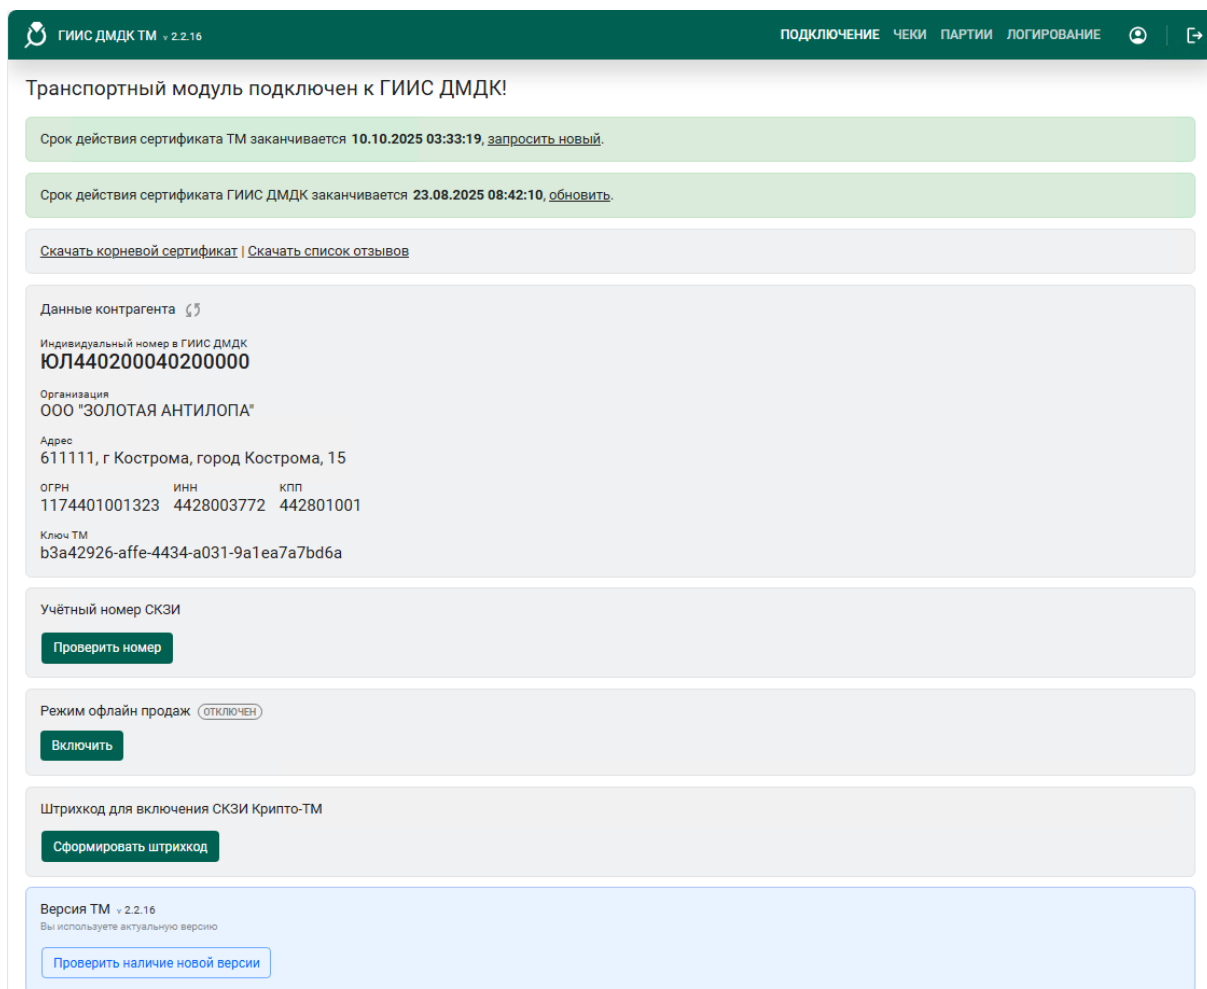 ГИИС ДМДК ТМ v 2.2.16
ПОДКЛЮЧЕНИЕ ЧЕКИ ПАРТИИ ЛОГИРОВАНИЕ
Транспортный модуль подключен к ГИИС ДМДК!
Срок действия сертификата ТМ заканчивается 10.10.2025 03:33:19, запросить новый.
Срок действия сертификата ГИИС ДМДК заканчивается 23.08.2025 08:42:10, обновить.
Скачать корневой сертификат | Скачать список отзывов
Данные контрагента
Индивидуальный номер в ГИИС ДМДК
ЮЛ440200040200000
Организация
ООО "ЗОЛОТАЯ АНТИЛОПА"
Адрес
611111, г Кострома, город Кострома, 15
ОГРН ИНН КПП
1174401001323 4428003772 442801001
Ключ ТМ
b3a42926-affe-4434-a031-9a1ea7a7bd6a
Учётный номер СКЗИ
Проверить номер
Режим офлайн продаж ОТКЛЮЧЕН
Включить
Штрихкод для включения СКЗИ Крипто-ТМ
Сформировать штрихкод
Версия ТМ v 2.2.16
Вы используете актуальную версию
Проверить наличие новой версии